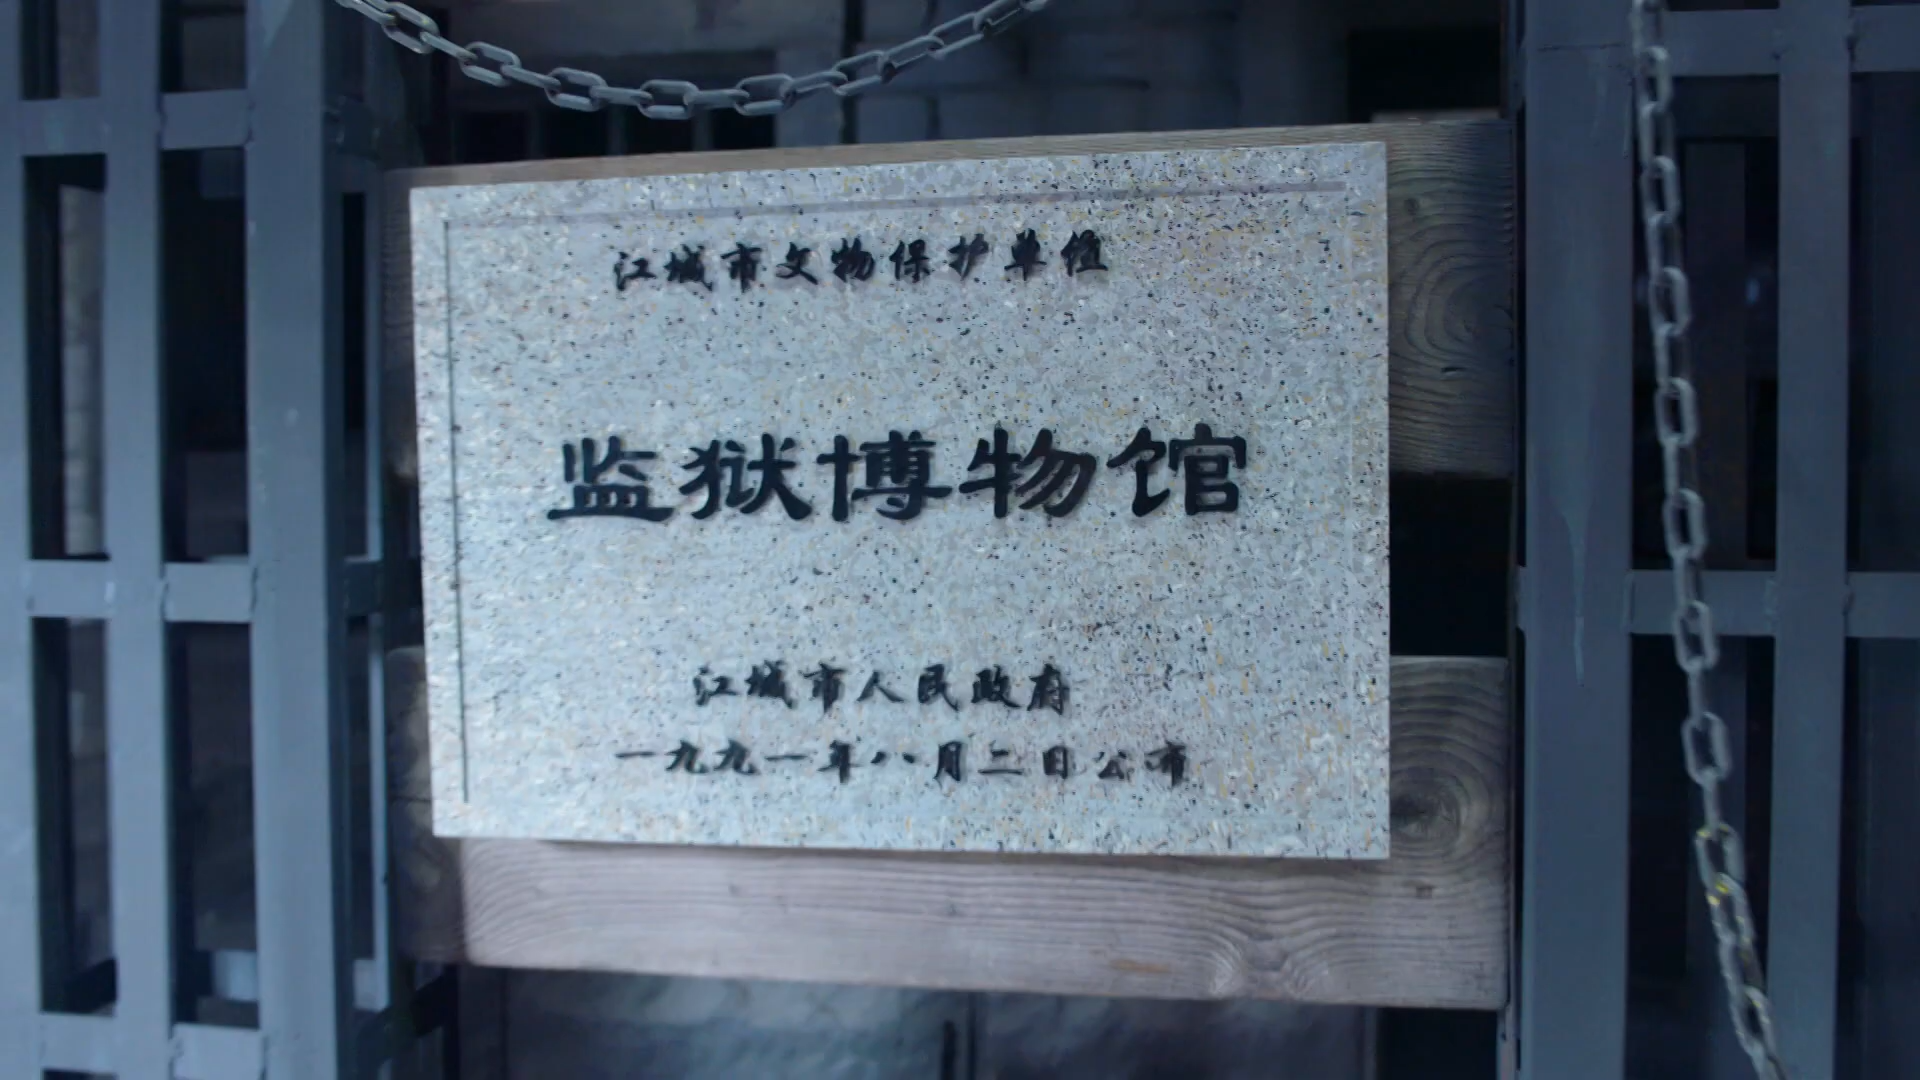 江城市文物保护单位
监狱博物馆
江城市人民政府
一九九一年八月二日公布